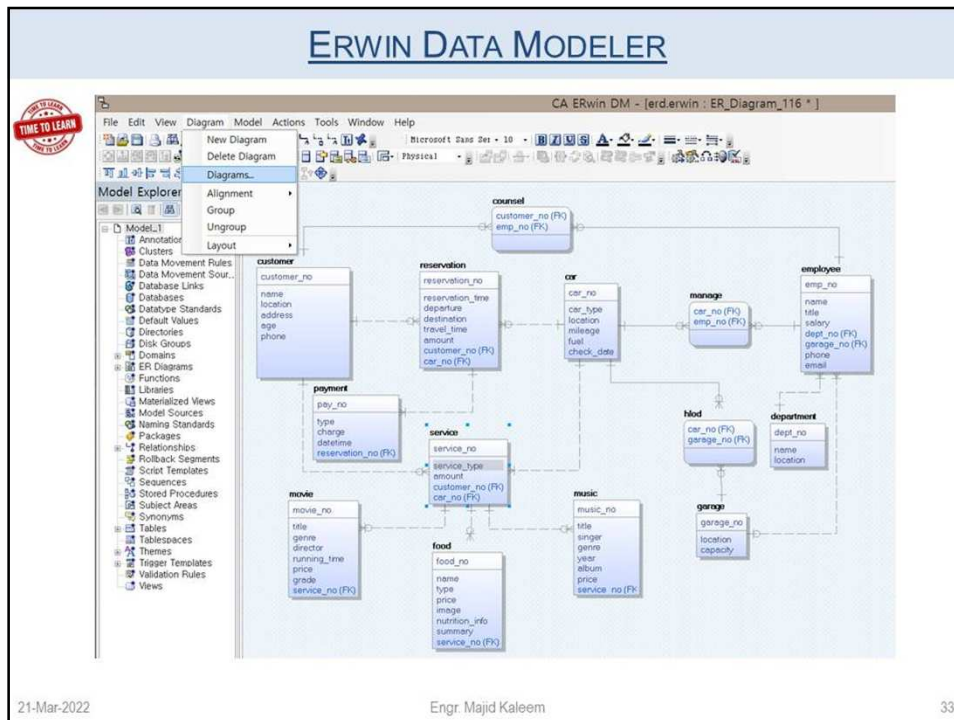 ERWIN DATA MODELER
TIME TO LEARN
CA ERwin DM - [erd.erwin : ER_Diagram_116 * ]
File Edit View Diagram Model Actions Tools Window Help
New Diagram
Delete Diagram
Diagrams...
Alignment
Group
Ungroup
Layout
Microsoft Sans Ser - 10
B I U S A
Physical
Model Explorer
Model_1
Annotation
Clusters
Data Movement Rules
Data Movement Sour..
Database Links
Databases
Datatype Standards
Default Values
Directories
Disk Groups
Domains
ER Diagrams
Functions
Libraries
Materialized Views
Model Sources
Naming Standards
Packages
Relationships
Rollback Segments
Script Templates
Sequences
Stored Procedures
Subject Areas
Synonyms
Tables
Tablespaces
Themes
Trigger Templates
Validation Rules
Views
counsel
customer_no (FK)
emp_no (FK)
customer
customer_no
name
location
address
age
phone
reservation
reservation_no
reservation_time
departure
destination
travel_time
amount
customer_no (FK)
car_no (FK)
car
car_no
car_type
location
mileage
fuel
check_date
manage
car_no (FK)
emp_no (FK)
employee
emp_no
name
title
salary
dept_no (FK)
garage_no (FK)
phone
email
payment
pay_no
type
charge
datetime
reservation_no (FK)
service
service_no
service_type
amount
customer_no (FK)
car_no (FK)
hlod
car_no (FK)
garage_no (FK)
department
dept_no
name
location
movie
movie_no
title
genre
director
running_time
price
grade
service_no (FK)
food
food_no
name
type
price
image
nutrition_info
summary
service_no (FK)
music
music_no
title
singer
genre
year
album
price
service_no (FK
garage
garage_no
location
capacity
21-Mar-2022
Engr. Majid Kaleem
33